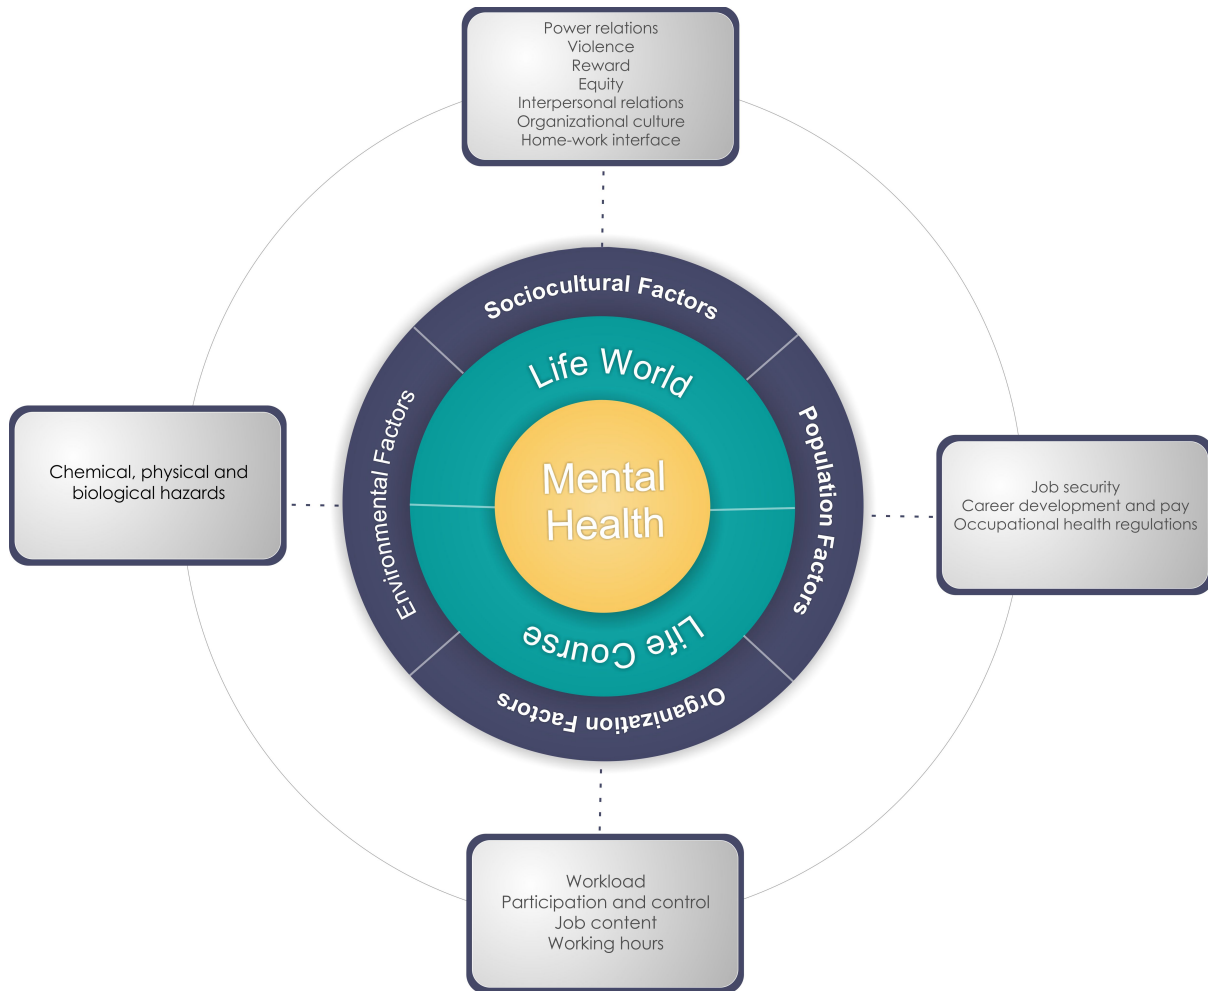 Power relations
Violence
Reward
Equity
Interpersonal relations
Organizational culture
Home-work interface
Sociocultural Factors
Life World
Environmental Factors
Population Factors
Chemical, physical and
biological hazards
Mental
Health
Job security
Career development and pay
Occupational health regulations
Life Course
Organization Factors
Workload
Participation and control
Job content
Working hours